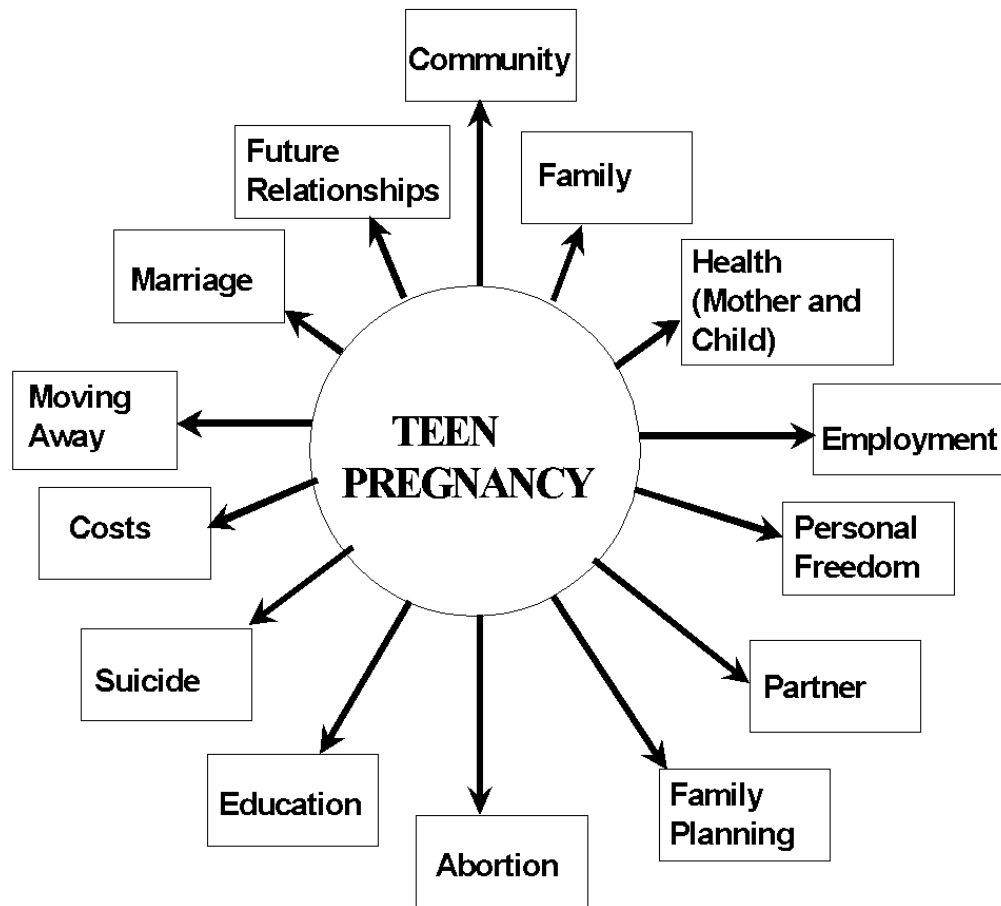 Community
Future
Relationships
Family
Marriage
Health
(Mother and
Child)
Moving
Away
TEEN
PREGNANCY
Employment
Costs
Personal
Freedom
Suicide
Partner
Education
Family
Planning
Abortion